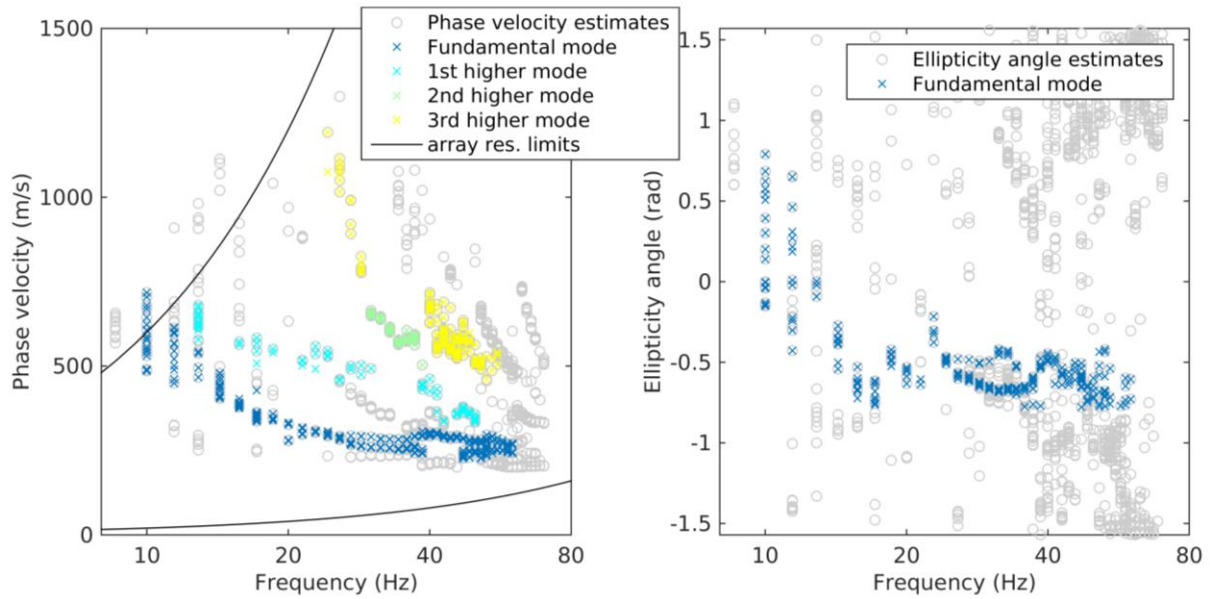 1500
1000
500
0
10
20
40
80
Phase velocity (m/s)
Frequency (Hz)
Phase velocity estimates
Fundamental mode
1st higher mode
2nd higher mode
3rd higher mode
array res. limits
1.5
1
0.5
0
-0.5
-1
-1.5
10
20
40
80
Ellipticity angle (rad)
Frequency (Hz)
Ellipticity angle estimates
Fundamental mode